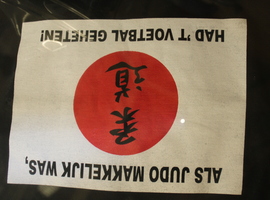 ALS JUDO MAKKELIJK WAS,
柔道
HAD 'T VOETBAL GEHETEN!